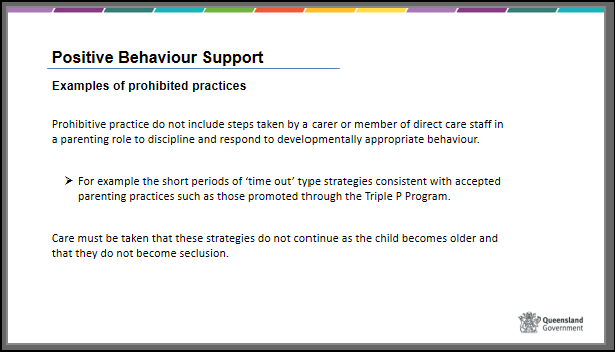 Positive Behaviour Support
Examples of prohibited practices
Prohibitive practice do not include steps taken by a carer or member of direct care staff in
a parenting role to discipline and respond to developmentally appropriate behaviour.
➤ For example the short periods of ‘time out’ type strategies consistent with accepted
parenting practices such as those promoted through the Triple P Program.
Care must be taken that these strategies do not continue as the child becomes older and
that they do not become seclusion.
Queensland
Government